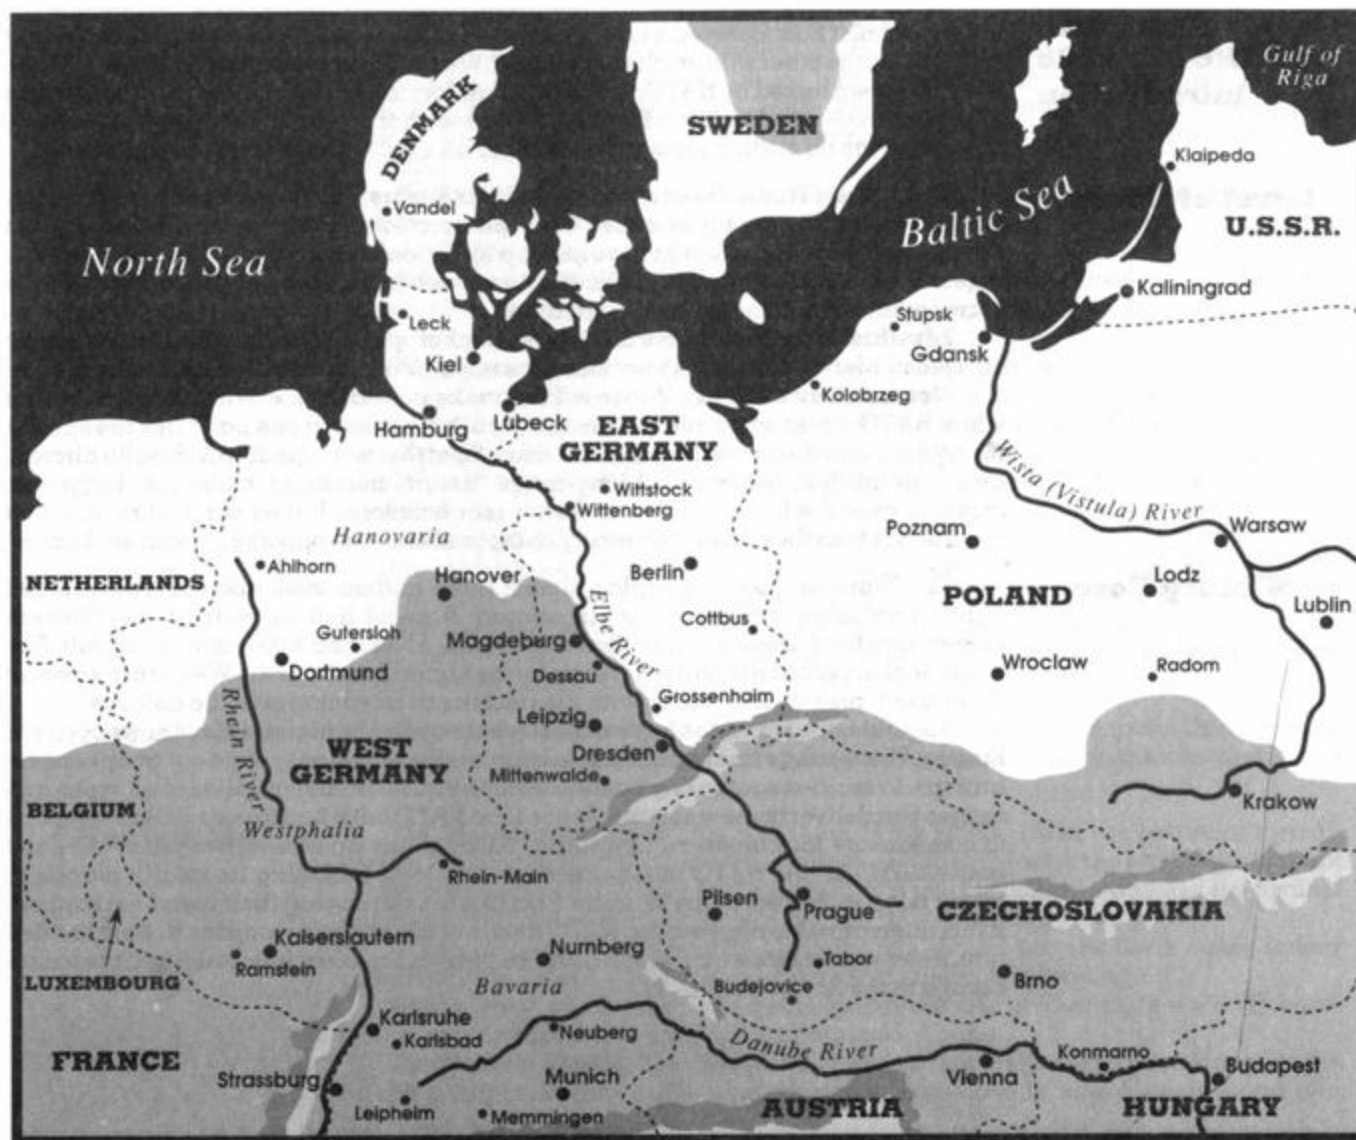 Gulf of
Riga
DENMARK
SWEDEN
Klaipeda
Vandel
Baltic Sea
U.S.S.R.
North Sea
Kaliningrad
Leck
Stupsk
Kiel
Gdansk
Kolobrzeg
Hamburg
Lubeck
EAST
GERMANY
Wista (Vistula) River
Wittstock
Wittenberg
Hanovaria
Poznam
Warsaw
Ahlhorn
NETHERLANDS
Hanover
Berlin
Lodz
POLAND
Elbe River
Lublin
Cottbus
Gutersloh
Magdeburg
Dortmund
Dessau
Wroclaw
Radom
Rhein River
Grossenhaim
Leipzig
WEST
GERMANY
Dresden
Mittenwalde
Krakow
BELGIUM
Westphalia
Rhein-Main
Pilsen
Prague
CZECHOSLOVAKIA
Kaiserslautern
Ramstein
Nurnberg
Tabor
Brno
LUXEMBOURG
Bavaria
Budejovice
Karlsruhe
Karlsbad
Neuberg
Danube River
Konmarno
FRANCE
Strassburg
Munich
Vienna
Budapest
Leipheim
Memmingen
AUSTRIA
HUNGARY